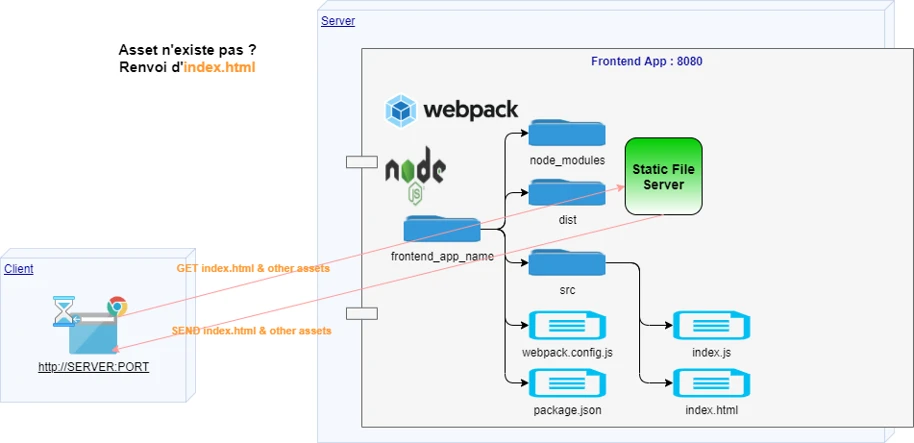 Server
Asset n'existe pas ?
Renvoi d'index.html
Frontend App : 8080
webpack
node_modules
node
JS
Static File
Server
dist
frontend_app_name
Client
GET index.html & other assets
src
SEND index.html & other assets
webpack.config.js
index.js
http://SERVER:PORT
package.json
index.html